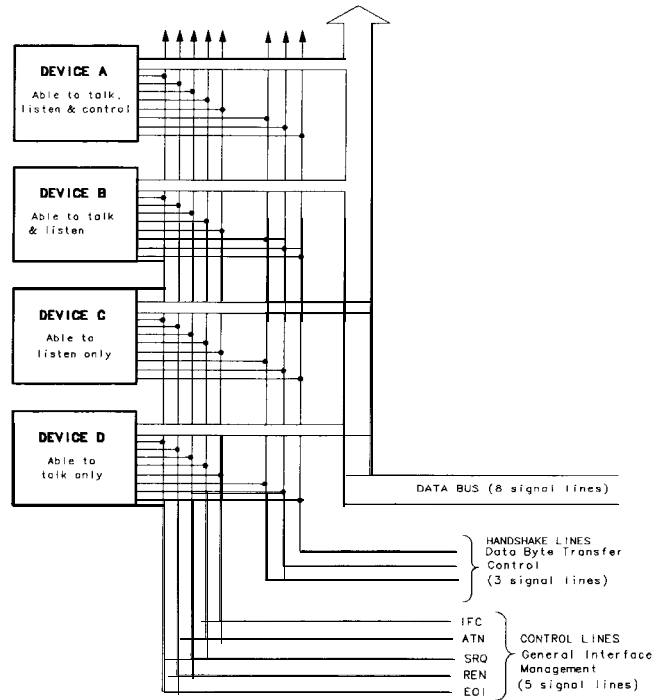 DEVICE A
Able to talk,
listen & control
DEVICE B
Able to talk
& listen
DEVICE C
Able to
listen only
DEVICE D
Able to
talk only
DATA BUS (8 signal lines)
HANDSHAKE LINES
Data Byte Transfer
Control
(3 signal lines)
IFC
ATN
SRQ
REN
EOI
CONTROL LINES
General Interface
Management
(5 signal lines)